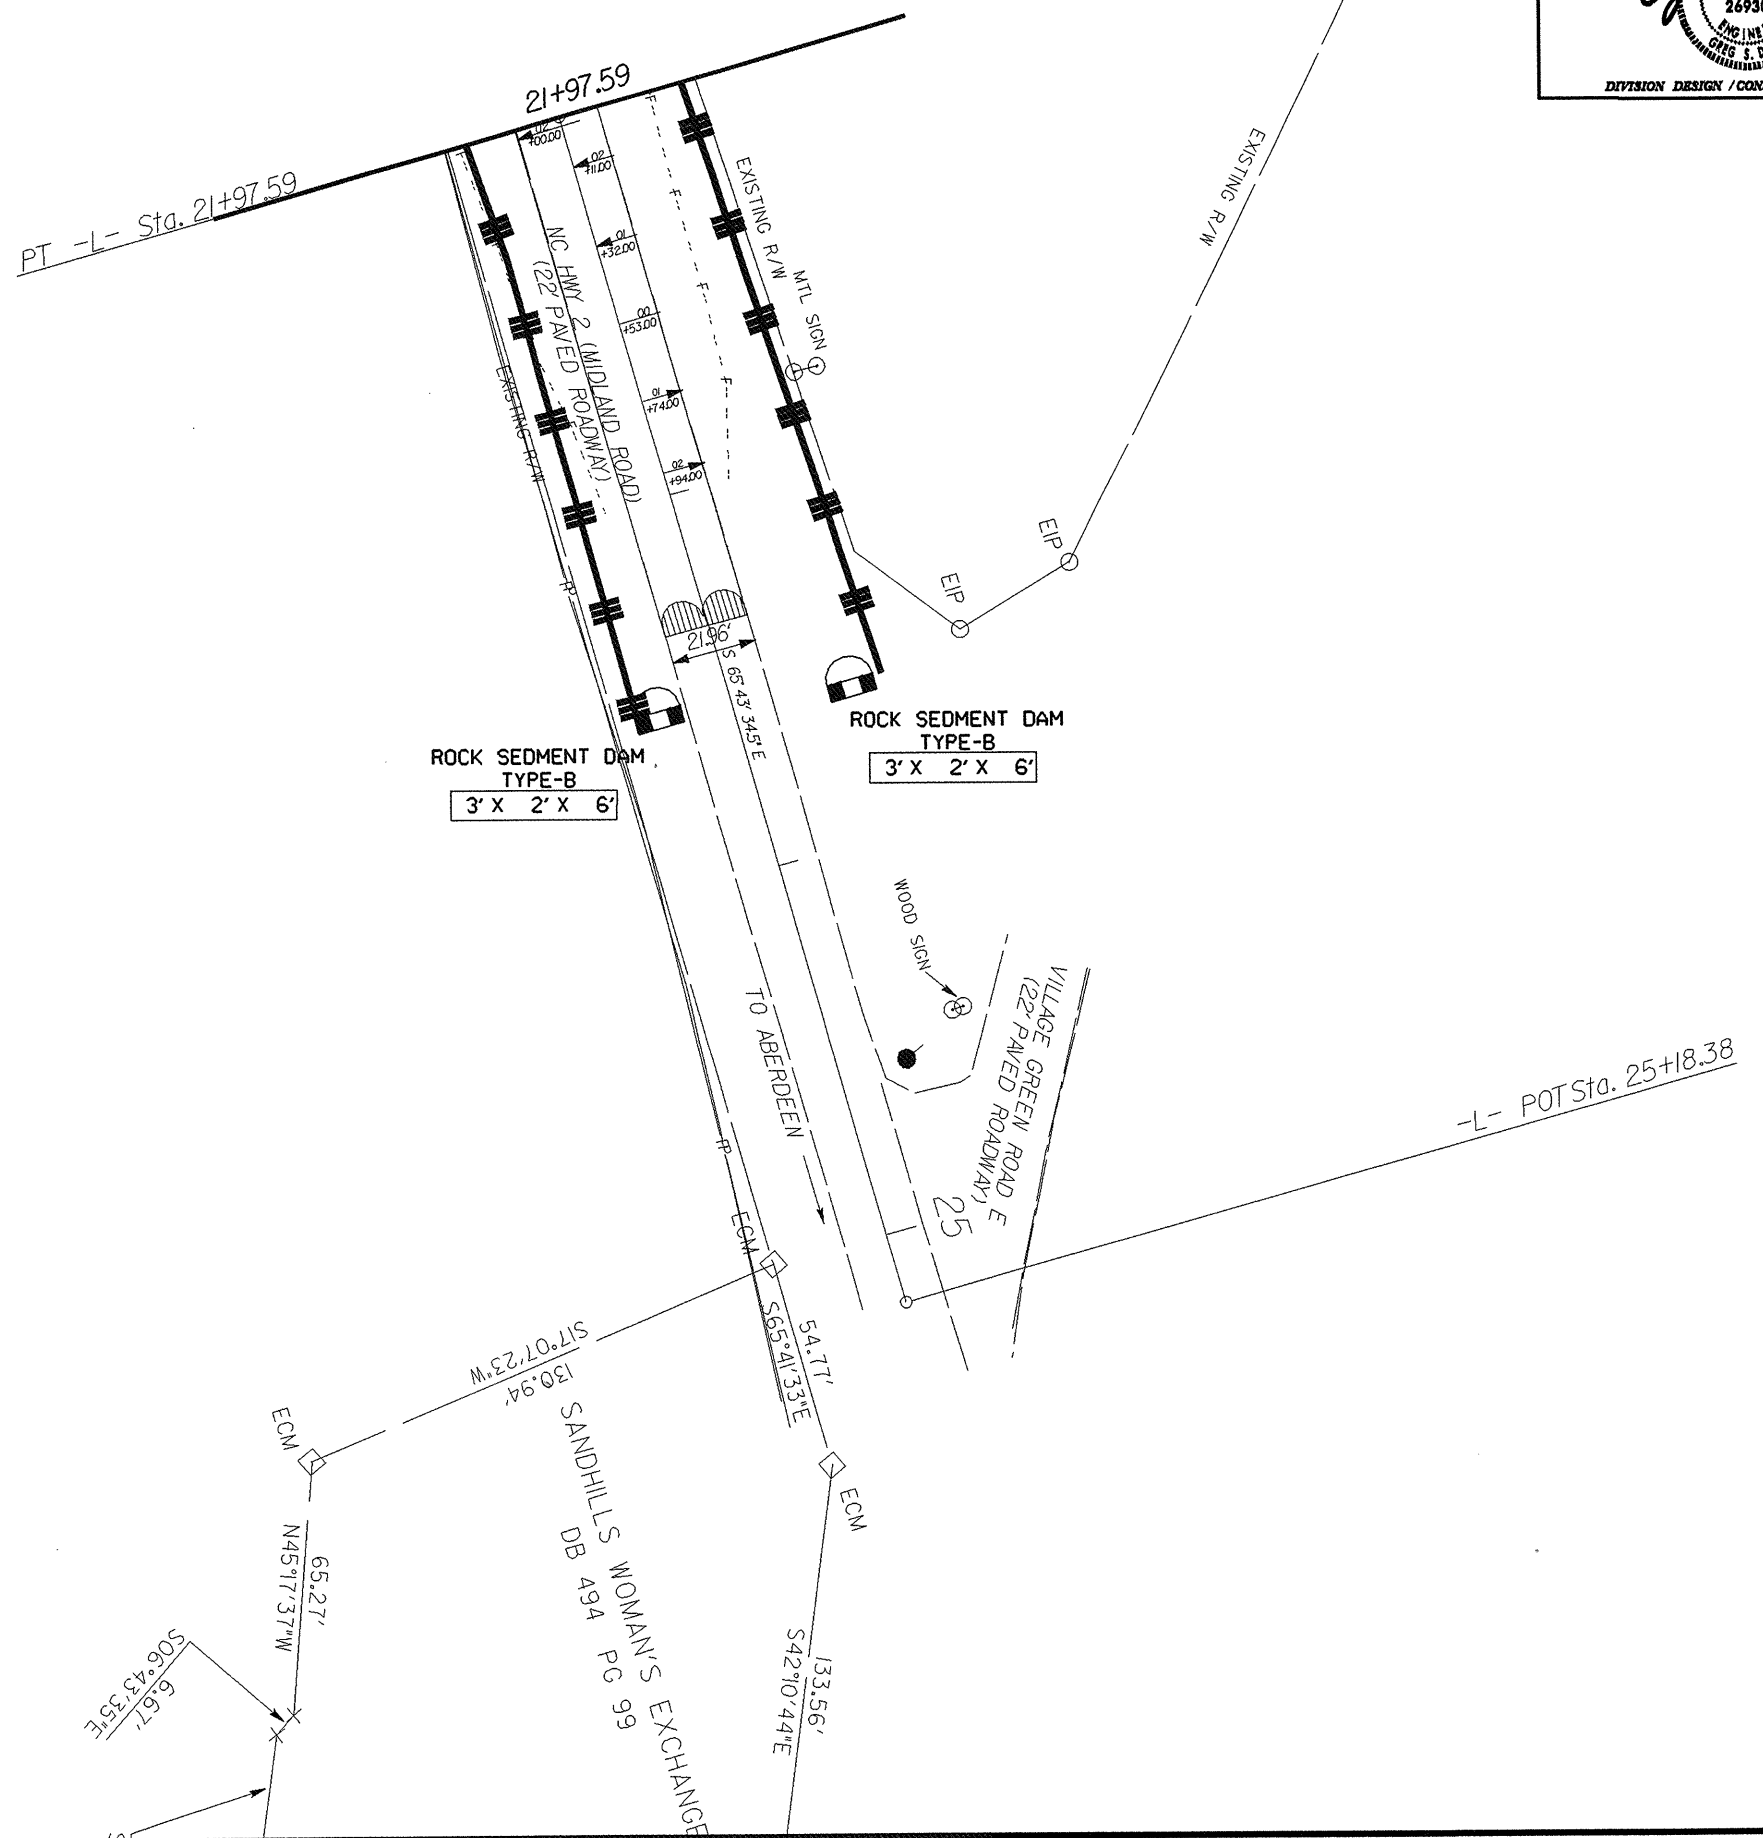 2693
ENGINE
GREG S. D
DIVISION DESIGN / CON
21+97.59
PT -L- Sta. 21+97.59
02
+00.00
02
+11.00
01
+32.00
00
+53.00
01
+74.00
02
+94.00
F
F
F
F
F
EXISTING R/W
MTL SIGN
EXISTING R/W
NC HWY 2 (MIDLAND ROAD)
(22' PAVED ROADWAY)
EXISTING R/W
EIP
EIP
FP
21.96'
S 65° 43' 34.5" E
ROCK SEDMENT DAM
TYPE-B
3' X 2' X 6'
ROCK SEDMENT DAM
TYPE-B
3' X 2' X 6'
WOOD SIGN
VILLAGE GREEN ROAD E
(22' PAVED ROADWAY)
TO ABERDEEN
-L- POT Sta. 25+18.38
FP
25
ECM
54.77'
S65°41'33"E
S17°07'23"W
130.94'
ECM
ECM
SANDHILLS WOMAN'S EXCHANGE
DB 494 PG 99
65.27'
N45°17'37"W
S06°43'35"E
6.67'
133.56'
S42°10'44"E